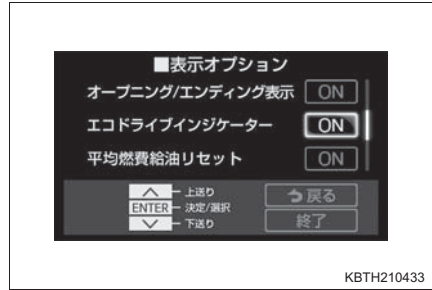 ■表示オプション
オープニング/エンディング表示 ON
エコドライブインジケーター ON
平均燃費給油リセット ON
上送り
ENTER 決定/選択
下送り
戻る
終了
KBTH210433